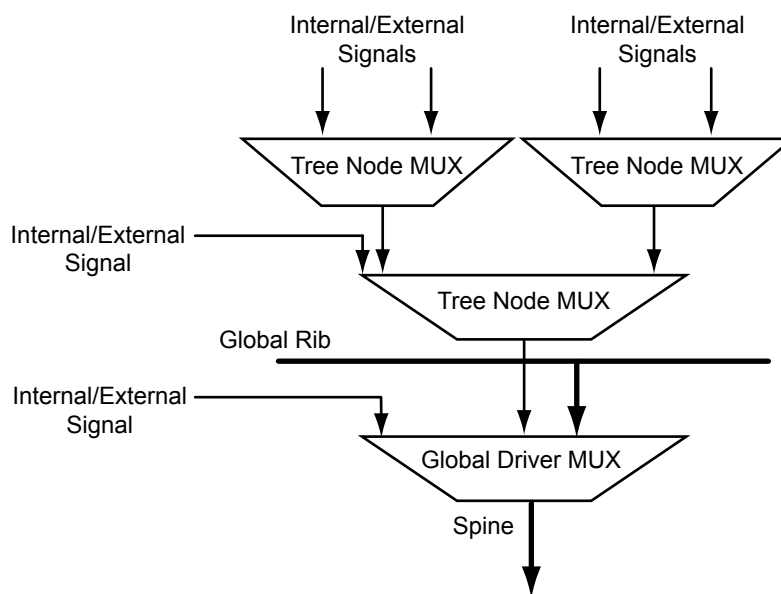 Internal/External
Signals
Internal/External
Signals
Tree Node MUX
Tree Node MUX
Internal/External
Signal
Tree Node MUX
Global Rib
Internal/External
Signal
Global Driver MUX
Spine